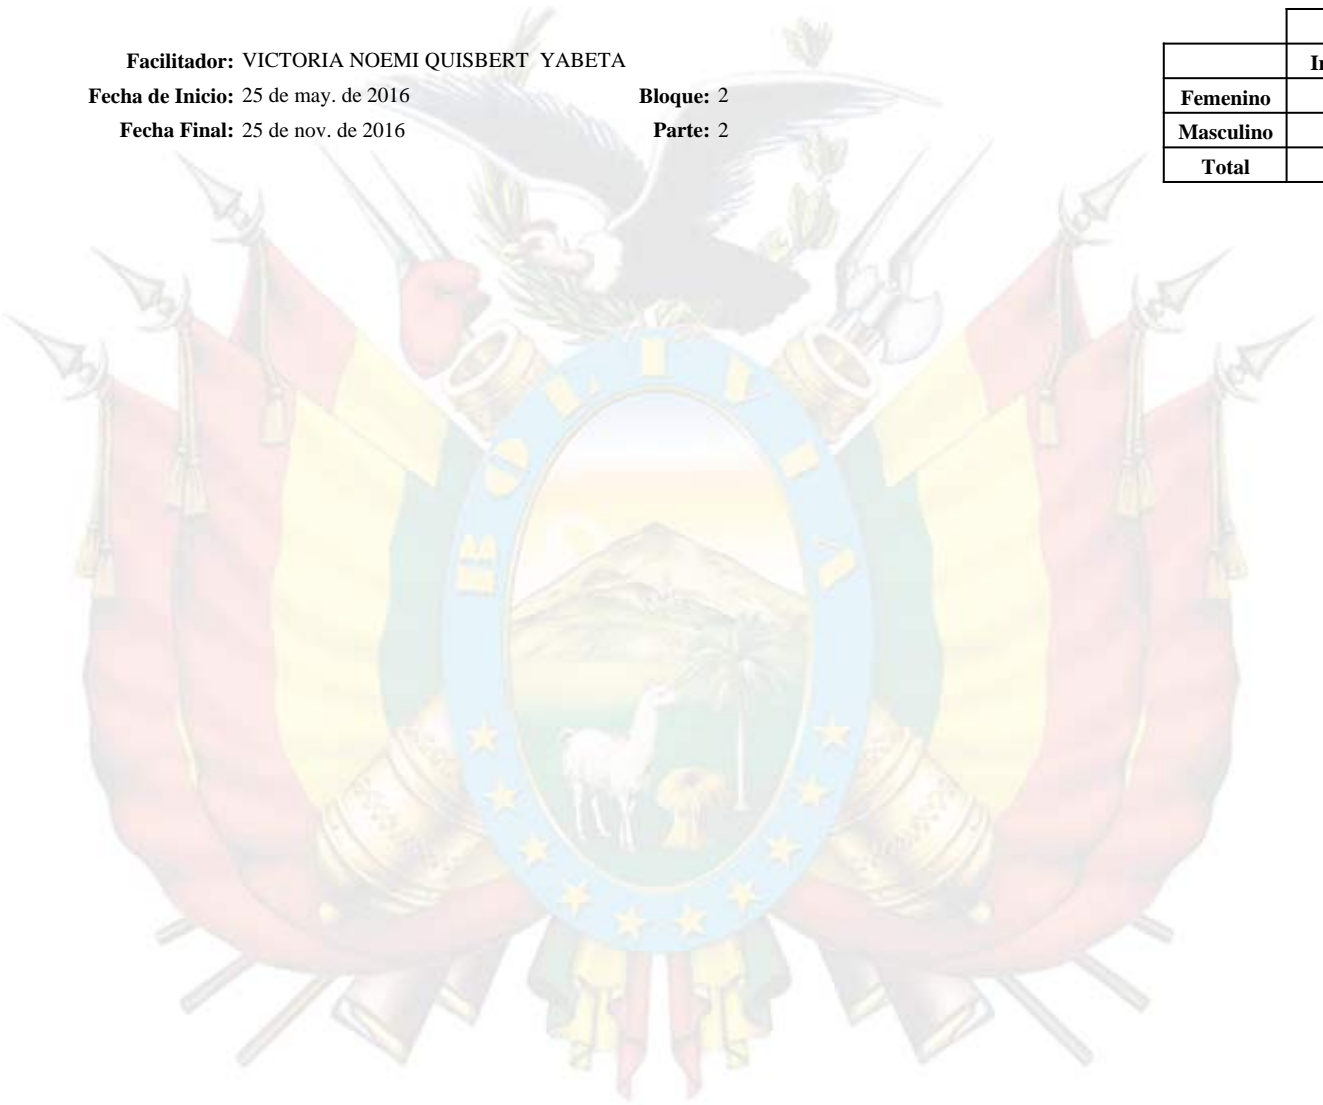 Facilitador: VICTORIA NOEMI QUISBERT YABETA
Fecha de Inicio: 25 de may. de 2016 Bloque: 2
Fecha Final: 25 de nov. de 2016 Parte: 2
Femenino
Masculino
Total
BOLIVIA